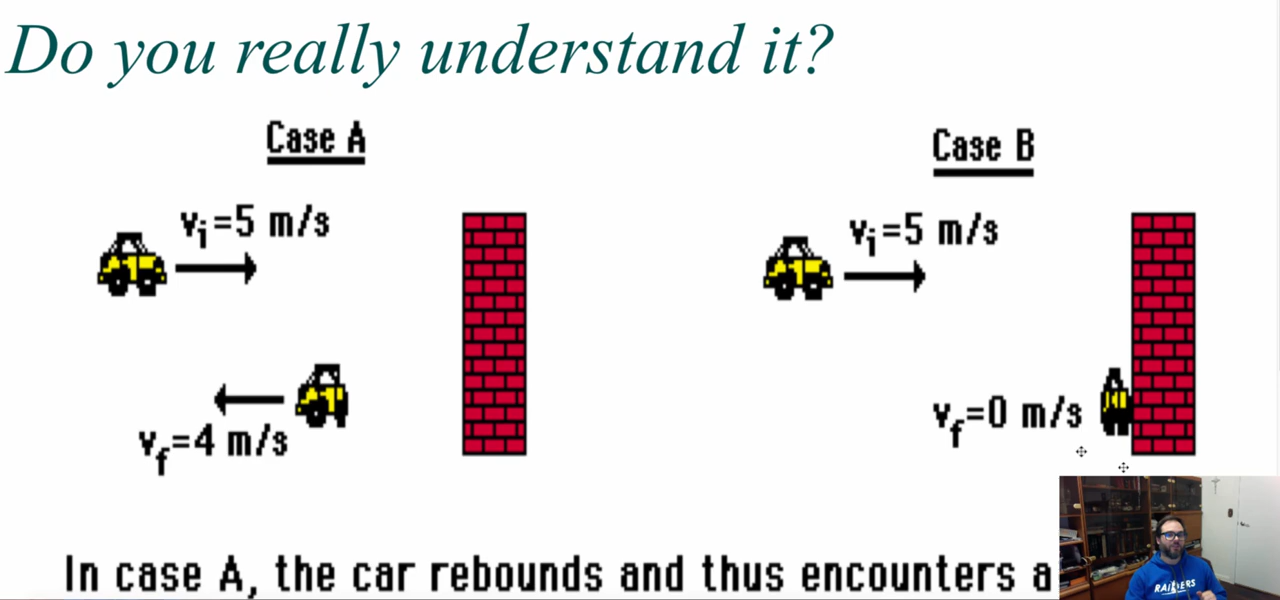 Do you really understand it?
Case A
Case B
vi=5 m/s
vi=5 m/s
vf=4 m/s
vf=0 m/s
In case A, the car rebounds and thus encounters a